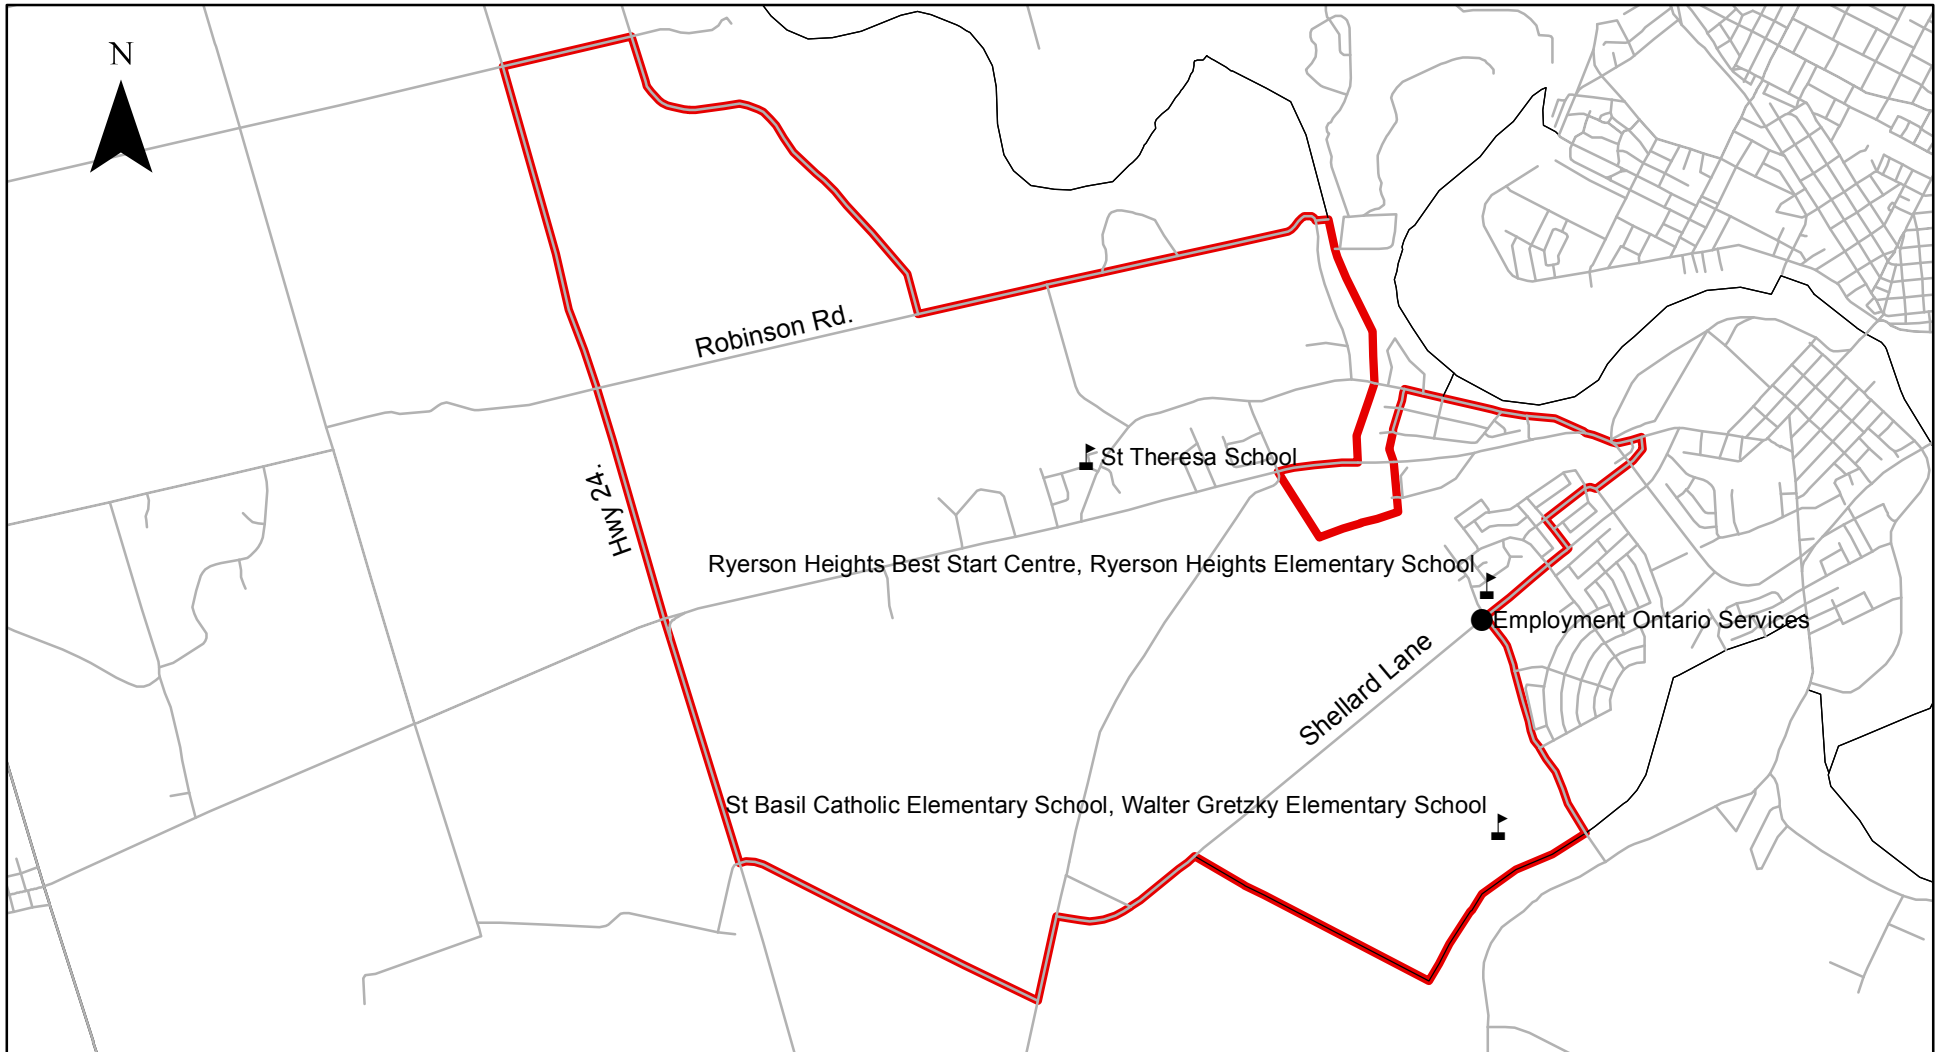 N
Robinson Rd.
St Theresa School
Hwy 24.
Ryerson Heights Best Start Centre, Ryerson Heights Elementary School
Employment Ontario Services
Shellard Lane
St Basil Catholic Elementary School, Walter Gretzky Elementary School